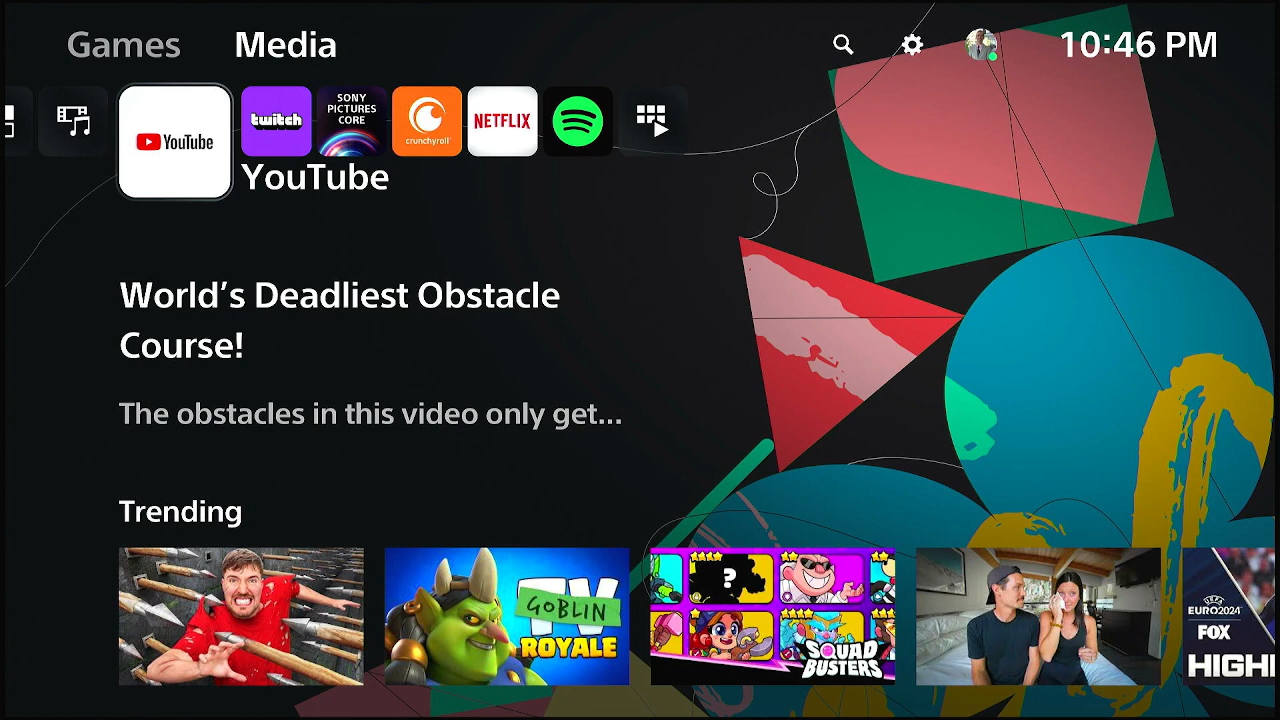 Games Media
10:46 PM
YouTube
twitch
SONY
PICTURES
CORE
crunchyroll
NETFLIX
YouTube
World's Deadliest Obstacle
Course!
The obstacles in this video only get...
Trending
TV
GOBLIN
ROYALE
?
SQUAD
BUSTERS
UEFA
EURO2024
FOX
HIGHL